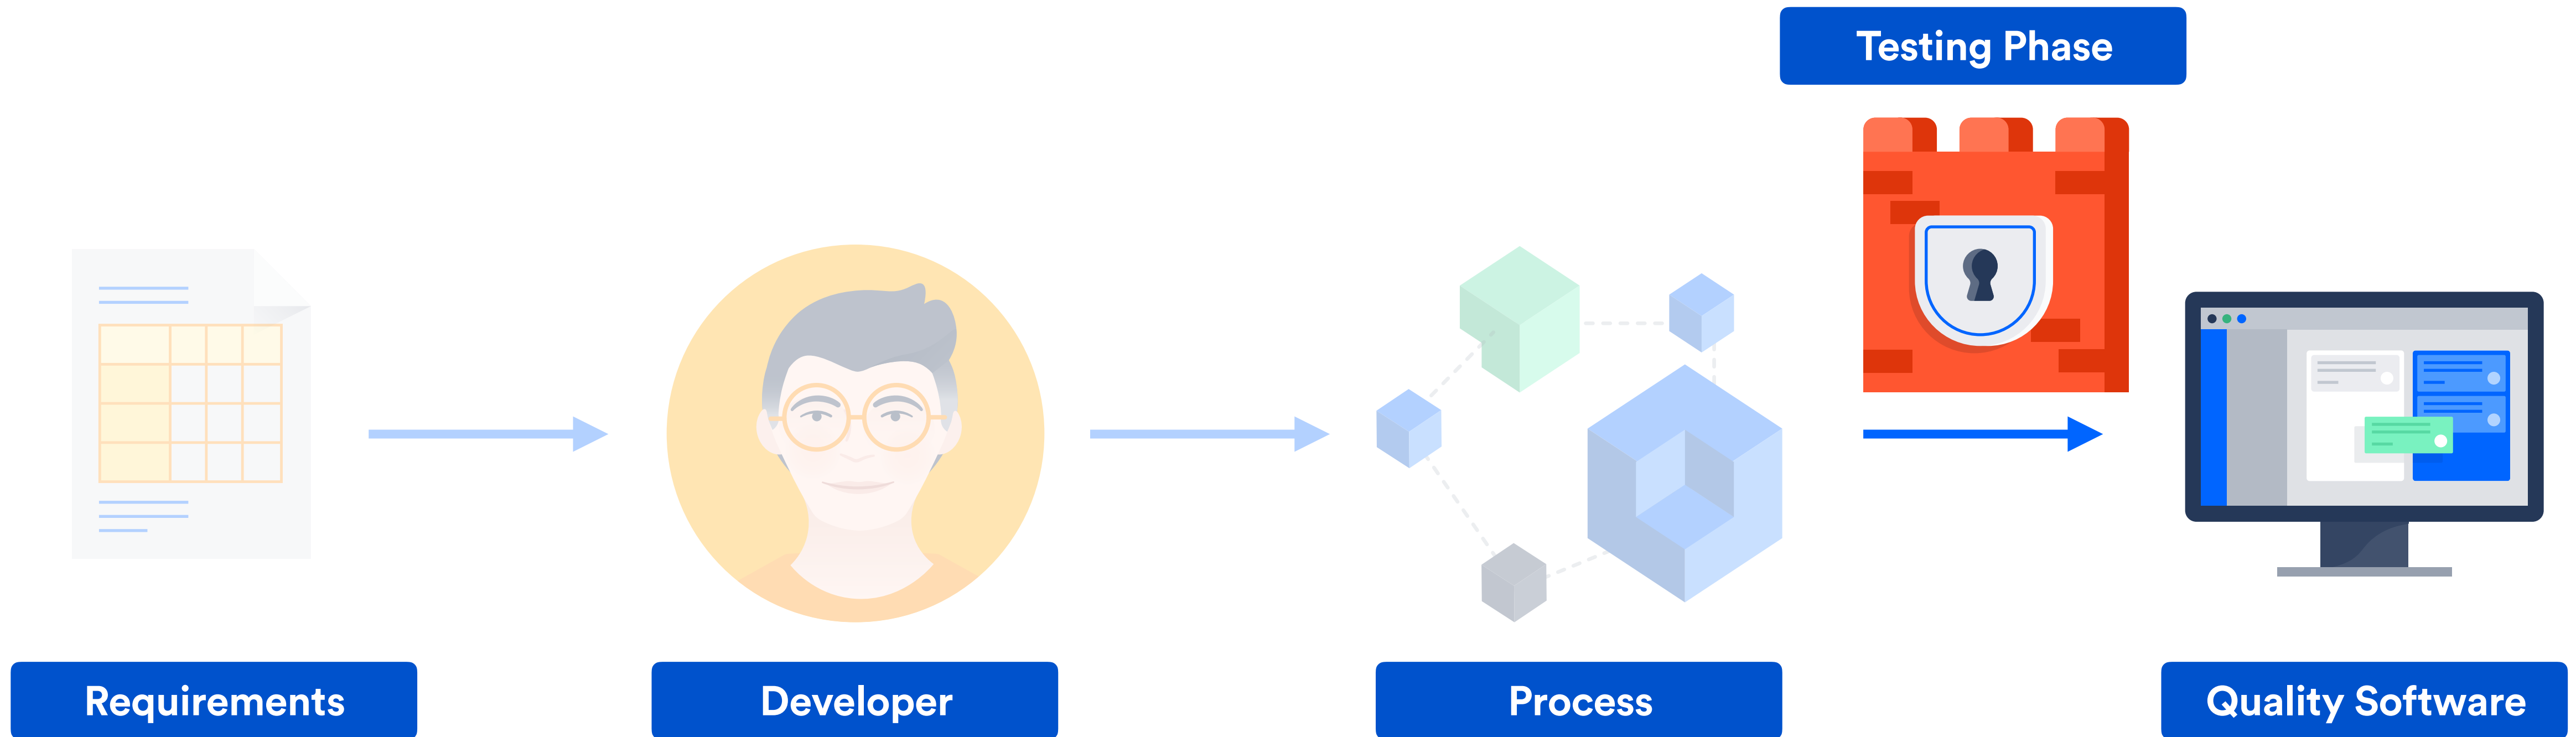 Testing Phase
Requirements
Developer
Process
Quality Software